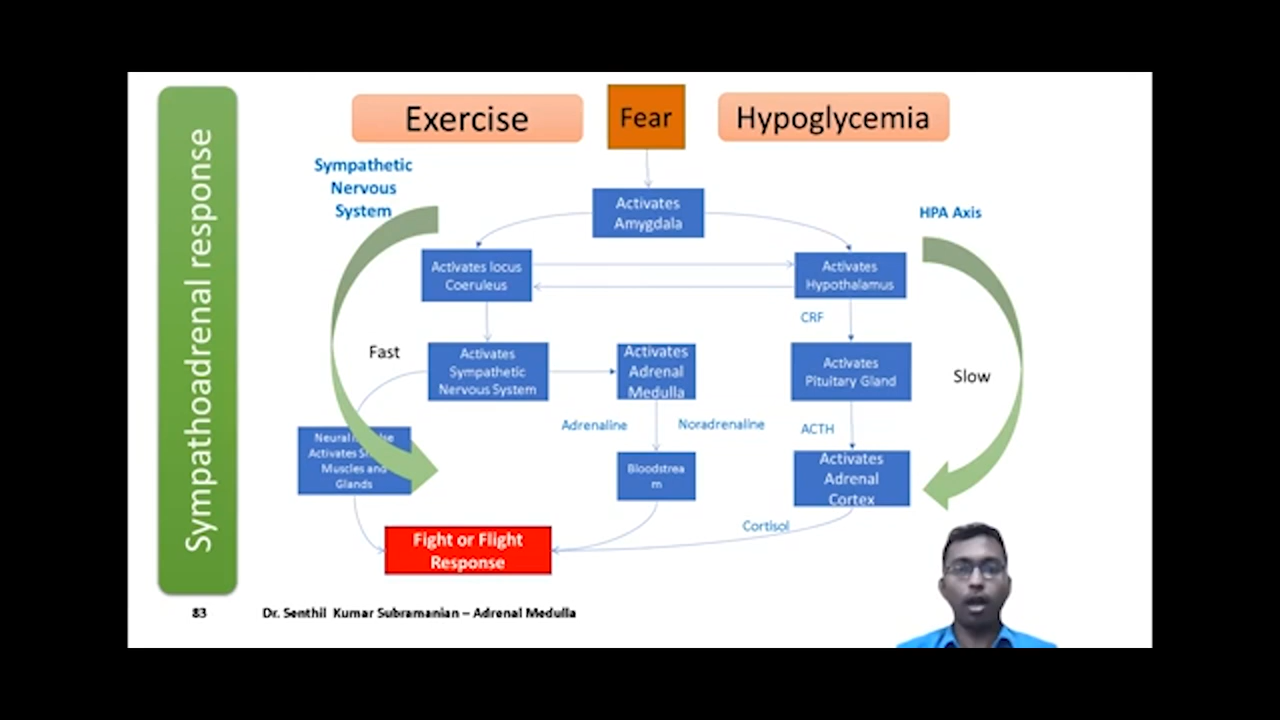 Sympathoadrenal response
Exercise
Fear
Hypoglycemia
Sympathetic
Nervous
System
Activates
Amygdala
HPA Axis
Activates locus
Coeruleus
Activates
Hypothalamus
CRF
Fast
Activates
Sympathetic
Nervous System
Activates
Adrenal
Medulla
Activates
Pituitary Gland
Slow
Adrenaline
Noradrenaline
ACTH
Neural
Activates
Muscles and
Glands
Bloodstrea
m
Activates
Adrenal
Cortex
Cortisol
Fight or Flight
Response
83
Dr. Senthil Kumar Subramanian – Adrenal Medulla